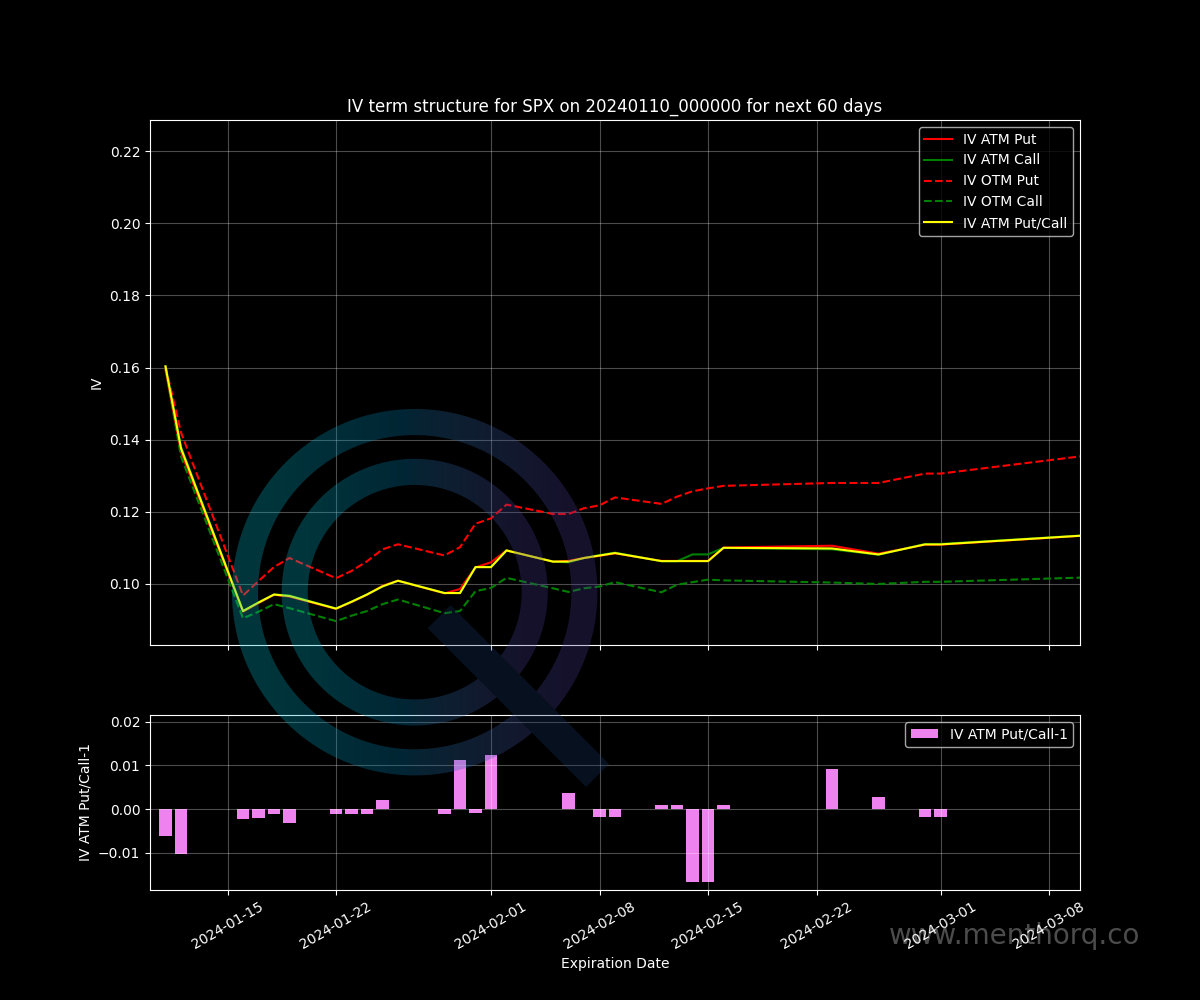 IV term structure for SPX on 20240110_000000 for next 60 days
IV ATM Put
IV ATM Call
IV OTM Put
IV OTM Call
IV ATM Put/Call
0.22
0.20
0.18
0.16
0.14
0.12
0.10
IV
IV ATM Put/Call-1
0.02
0.01
0.00
−0.01
IV ATM Put/Call-1
2024-01-15
2024-01-22
2024-02-01
2024-02-08
2024-02-15
2024-02-22
2024-03-01
2024-03-08
www.menthorq.co
Expiration Date